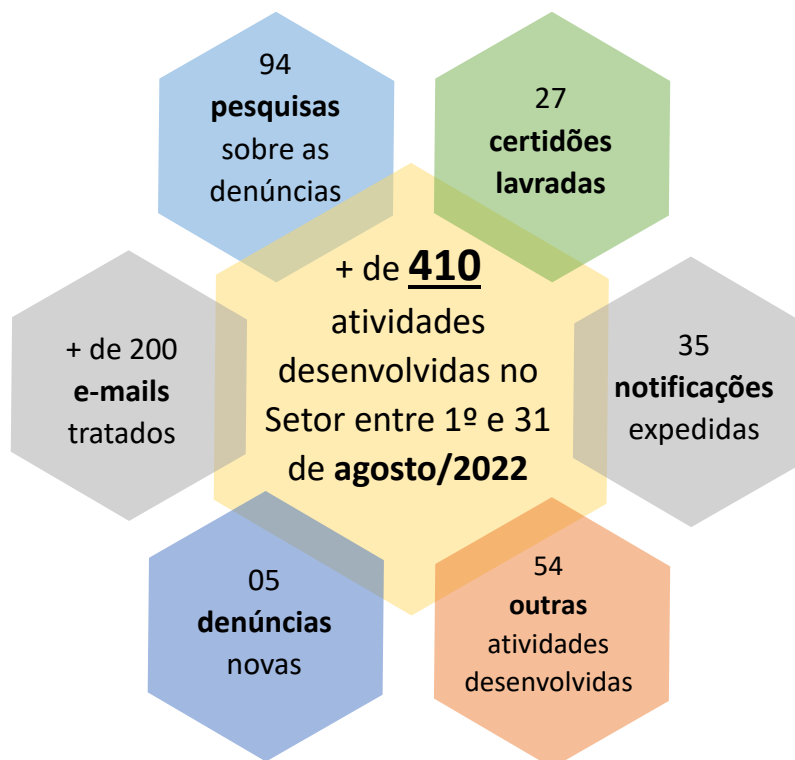 94
pesquisas
sobre as
denúncias
27
certidões
lavradas
+ de 410
atividades
desenvolvidas no
Setor entre 1º e 31
de agosto/2022
+ de 200
e-mails
tratados
35
notificações
expedidas
05
denúncias
novas
54
outras
atividades
desenvolvidas